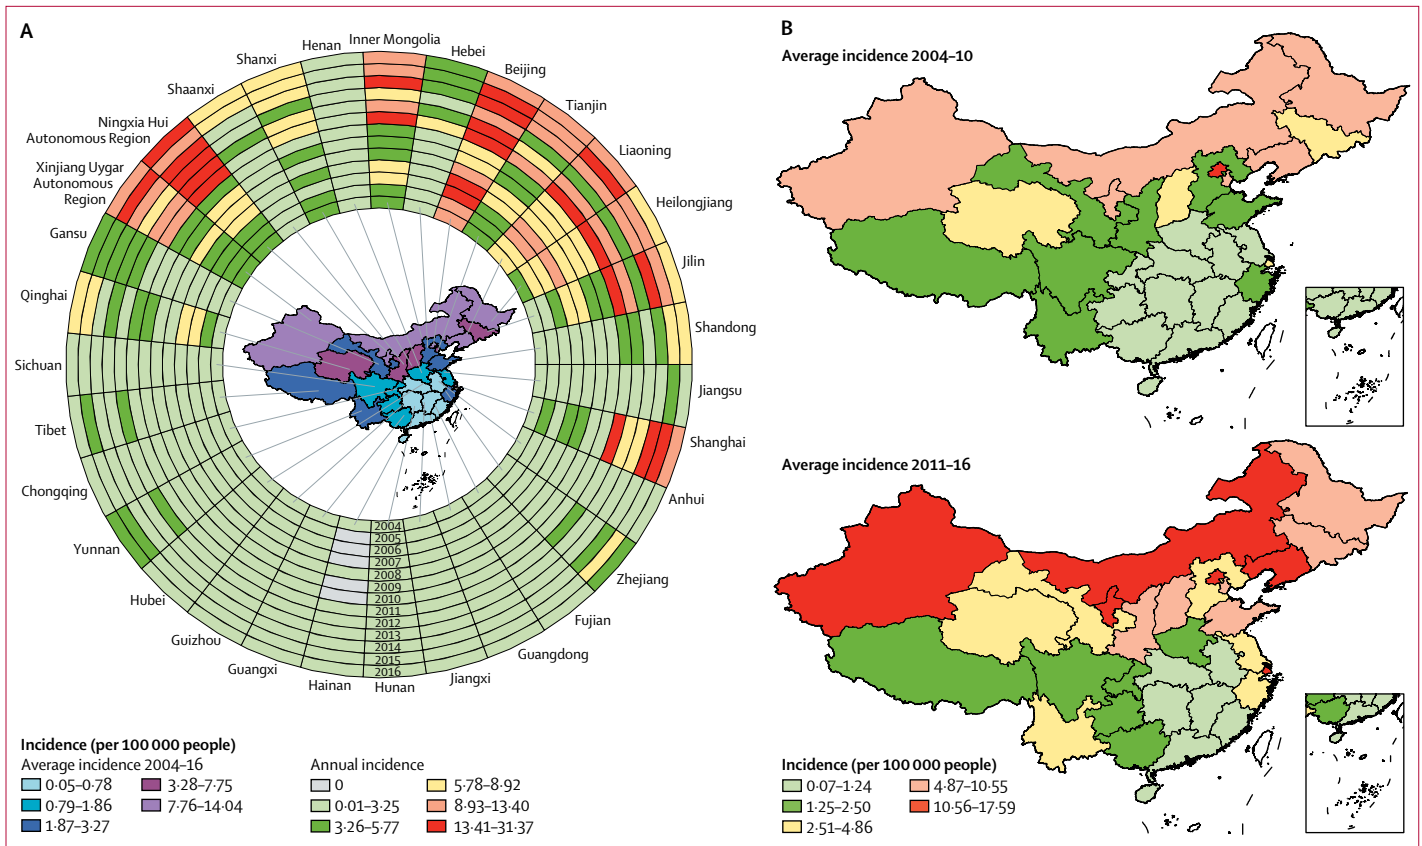 A
Henan
Inner Mongolia
Hebei
Beijing
Tianjin
Liaoning
Heilongjiang
Jilin
Shandong
Jiangsu
Shanghai
Anhui
Zhejiang
Fujian
Guangdong
Jiangxi
Hunan
Hainan
Guangxi
Guizhou
Hubei
Yunnan
Chongqing
Tibet
Sichuan
Qinghai
Gansu
Xinjiang Uygar
Autonomous
Region
Ningxia Hui
Autonomous Region
Shaanxi
Shanxi
2004
2005
2006
2007
2008
2009
2010
2011
2012
2013
2014
2015
2016
Incidence (per 100 000 people)
Average incidence 2004–16
0·05–0·78
0·79–1·86
1·87–3·27
3·28–7·75
7·76–14·04
Annual incidence
0
0·01–3·25
3·26–5·77
5·78–8·92
8·93–13·40
13·41–31·37
B
Average incidence 2004–10
Average incidence 2011–16
Incidence (per 100 000 people)
0·07–1·24
1·25–2·50
2·51–4·86
4·87–10·55
10·56–17·59